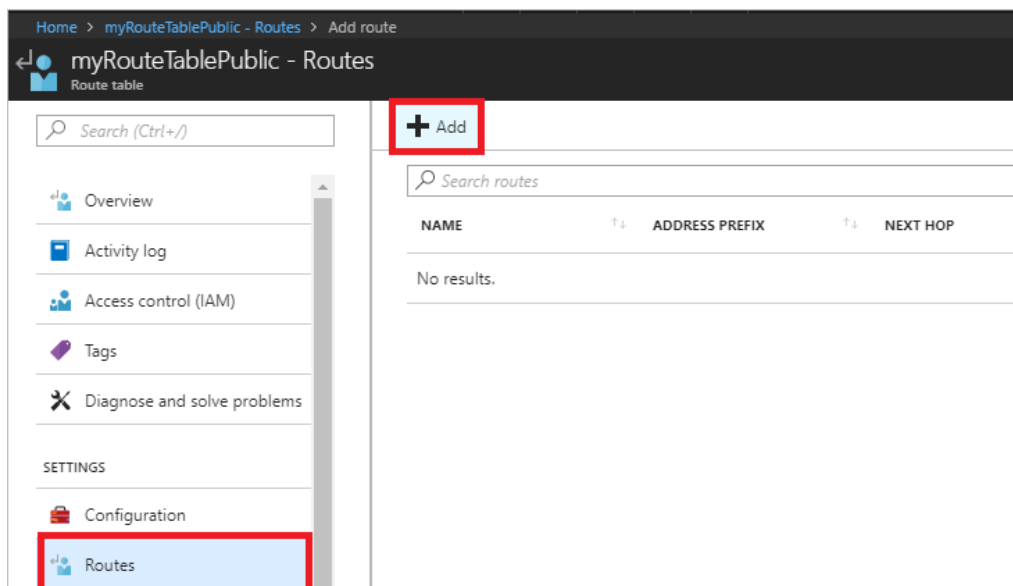 Home > myRouteTablePublic - Routes > Add route
myRouteTablePublic - Routes
Route table
Search (Ctrl+/)
Overview
Activity log
Access control (IAM)
Tags
Diagnose and solve problems
SETTINGS
Configuration
Routes
Add
Search routes
NAME ADDRESS PREFIX NEXT HOP
No results.